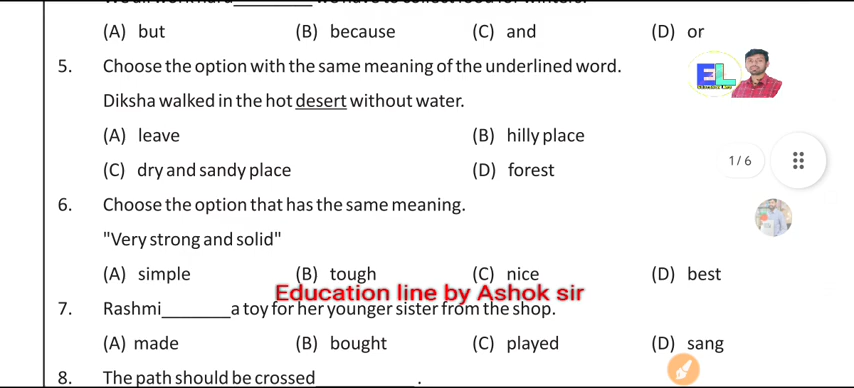 (A) but (B) because (C) and (D) or
5. Choose the option with the same meaning of the underlined word.
Diksha walked in the hot desert without water.
(A) leave (B) hilly place
(C) dry and sandy place (D) forest
1 / 6
6. Choose the option that has the same meaning.
"Very strong and solid"
(A) simple (B) tough (C) nice (D) best
Education line by Ashok sir
7. Rashmi________a toy for her younger sister from the shop.
(A) made (B) bought (C) played (D) sang
8. The path should be crossed____________.
EL